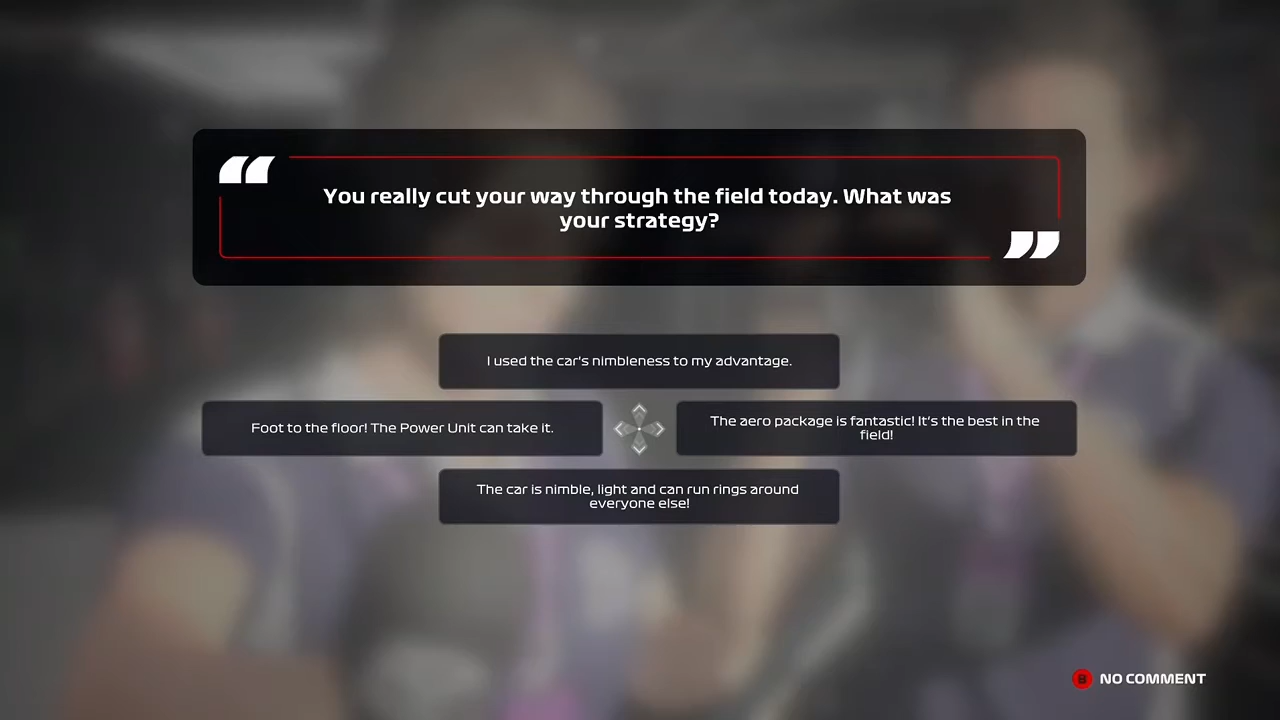 You really cut your way through the field today. What was
your strategy?
I used the car's nimbleness to my advantage.
Foot to the floor! The Power Unit can take it.
The aero package is fantastic! It's the best in the
field!
The car is nimble, light and can run rings around
everyone else!
B NO COMMENT